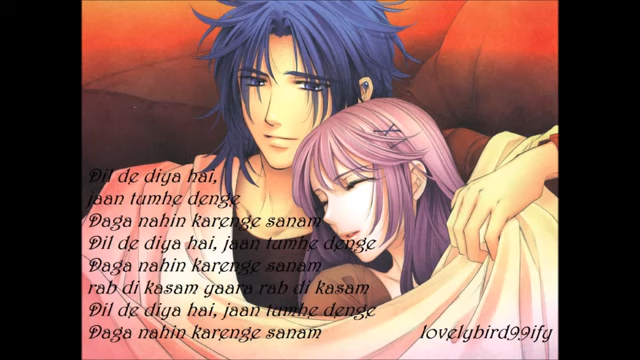 Dil de diya hai,
jaan tumhe denge
Daga nahin karenge sanam
Dil de diya hai, jaan tumhe denge
Daga nahin karenge sanam
rab di kasam yaara rab di kasam
Dil de diya hai, jaan tumhe denge
Daga nahin karenge sanam
lovelybird99ify